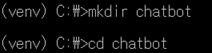 (venv) C:₩>mkdir chatbot
(venv) C:₩>cd chatbot